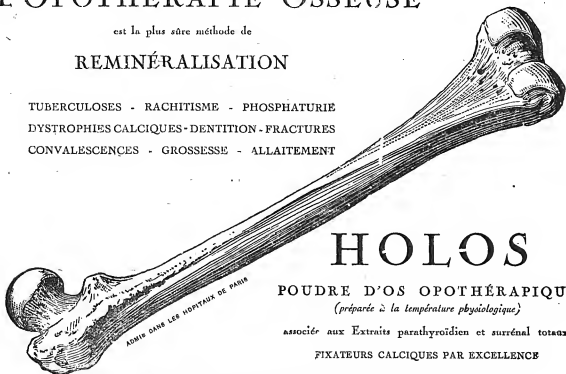 L'OPOTHÉRAPIE OSSEUSE
est la plus sûre méthode de
REMINÉRALISATION
TUBERCULOSES - RACHITISME - PHOSPHATURIE
DYSTROPHIES CALCIQUES - DENTITION - FRACTURES
CONVALESCENCES - GROSSESSE - ALLAITEMENT
ADMIS DANS LES HOPITAUX DE PARIS
HOLOS
POUDRE D'OS OPOTHÉRAPIQU
(préparée à la température physiologique)
associée aux Extraits parathyroïdien et surrénal totaux
FIXATEURS CALCIQUES PAR EXCELLENCE